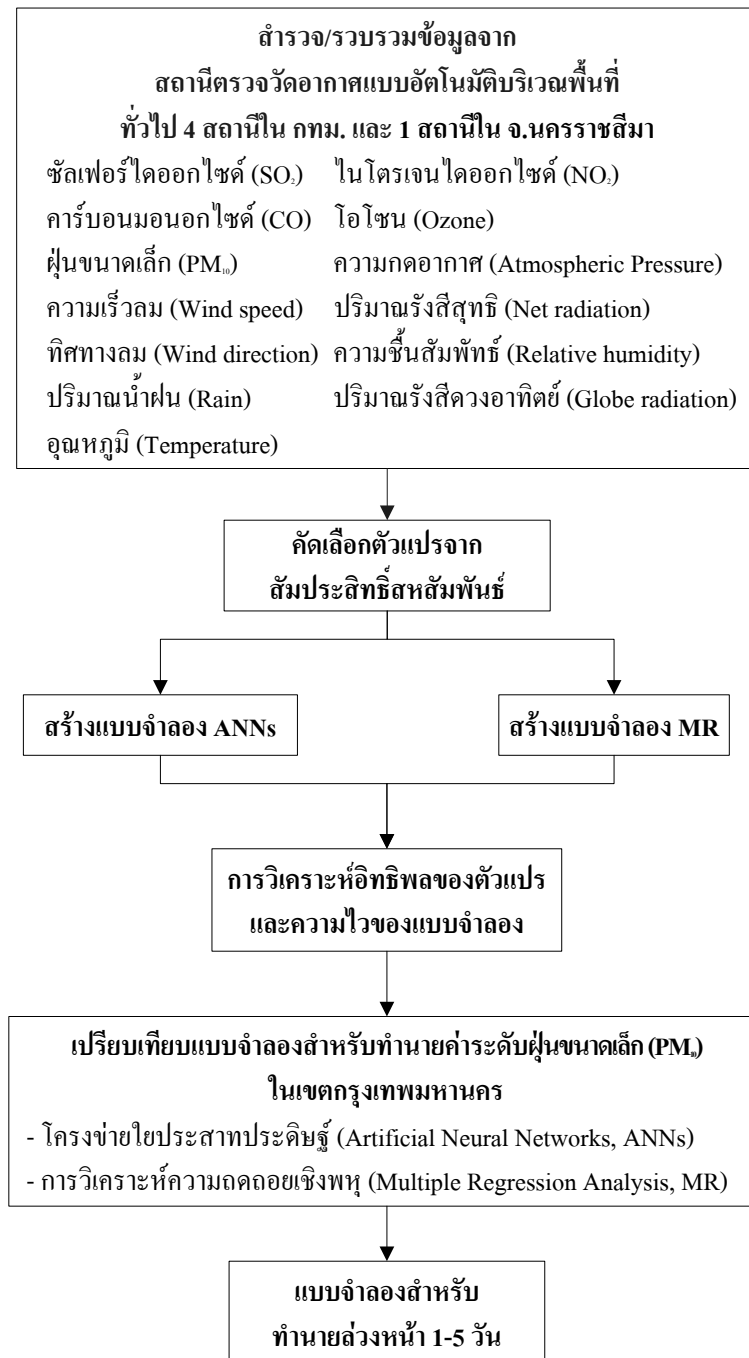 สำรวจ/รวบรวมข้อมูลจาก
สถานีตรวจวัดอากาศแบบอัตโนมัติบริเวณพื้นที่
ทั่วไป 4 สถานีใน กทม. และ 1 สถานีใน จ.นครราชสีมา
ซัลเฟอร์ไดออกไซด์ (SO₂) ไนโตรเจนไดออกไซด์ (NO₂)
คาร์บอนมอนอกไซด์ (CO) โอโซน (Ozone)
ฝุ่นขนาดเล็ก (PM₁₀) ความกดอากาศ (Atmospheric Pressure)
ความเร็วลม (Wind speed) ปริมาณรังสีสุทธิ (Net radiation)
ทิศทางลม (Wind direction) ความชื้นสัมพัทธ์ (Relative humidity)
ปริมาณน้ำฝน (Rain) ปริมาณรังสีดวงอาทิตย์ (Globe radiation)
อุณหภูมิ (Temperature)
คัดเลือกตัวแปรจาก
สัมประสิทธิ์สหสัมพันธ์
สร้างแบบจำลอง ANNs สร้างแบบจำลอง MR
การวิเคราะห์อิทธิพลของตัวแปร
และความไวของแบบจำลอง
เปรียบเทียบแบบจำลองสำหรับทำนายค่าระดับฝุ่นขนาดเล็ก (PM₁₀)
ในเขตกรุงเทพมหานคร
- โครงข่ายใยประสาทประดิษฐ์ (Artificial Neural Networks, ANNs)
- การวิเคราะห์ความถดถอยเชิงพหุ (Multiple Regression Analysis, MR)
แบบจำลองสำหรับ
ทำนายล่วงหน้า 1-5 วัน